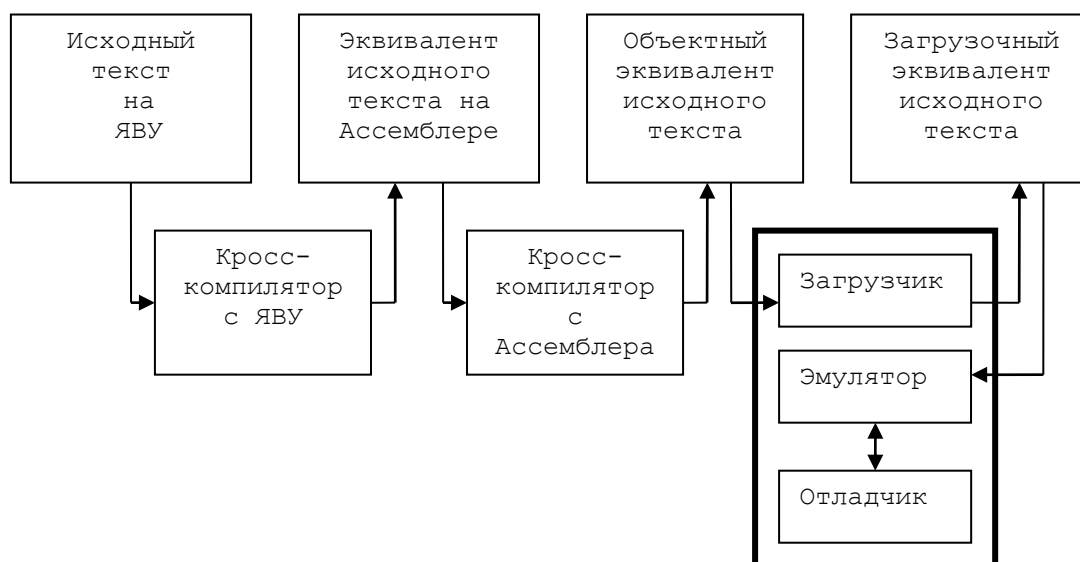 Исходный
текст
на
ЯВУ
Эквивалент
исходного
текста на
Ассемблере
Объектный
эквивалент
исходного
текста
Загрузочный
эквивалент
исходного
текста
Кросс-
компилятор
с ЯВУ
Кросс-
компилятор
с
Ассемблера
Загрузчик
Эмулятор
Отладчик